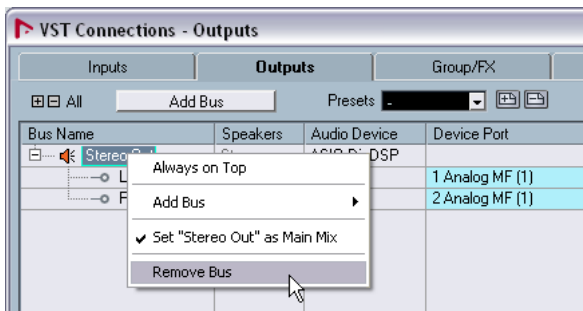 VST Connections - Outputs
Inputs Outputs Group/FX
All Add Bus Presets -
Bus Name Speakers Audio Device Device Port
Stereo Out
Always on Top
1 Analog MF (1)
Add Bus
2 Analog MF (1)
Set "Stereo Out" as Main Mix
Remove Bus